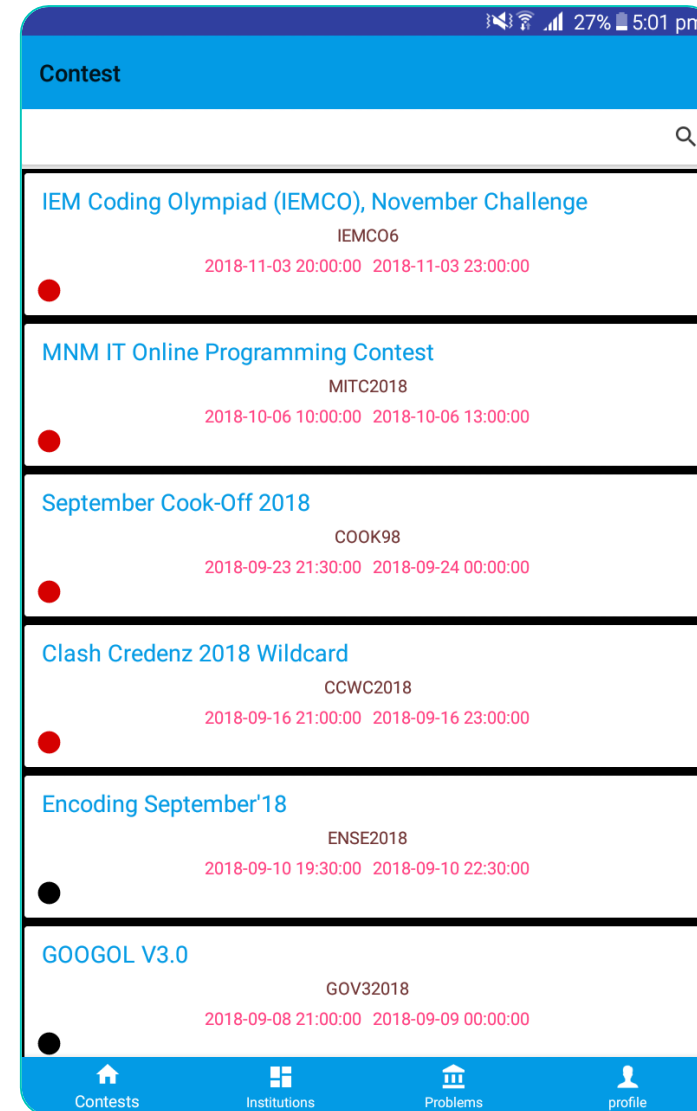 27% 5:01 pm
Contest
IEM Coding Olympiad (IEMCO), November Challenge
IEMCO6
2018-11-03 20:00:00 2018-11-03 23:00:00
MNM IT Online Programming Contest
MITC2018
2018-10-06 10:00:00 2018-10-06 13:00:00
September Cook-Off 2018
COOK98
2018-09-23 21:30:00 2018-09-24 00:00:00
Clash Credenz 2018 Wildcard
CCWC2018
2018-09-16 21:00:00 2018-09-16 23:00:00
Encoding September'18
ENSE2018
2018-09-10 19:30:00 2018-09-10 22:30:00
GOOGOL V3.0
GOV32018
2018-09-08 21:00:00 2018-09-09 00:00:00
Contests Institutions Problems profile